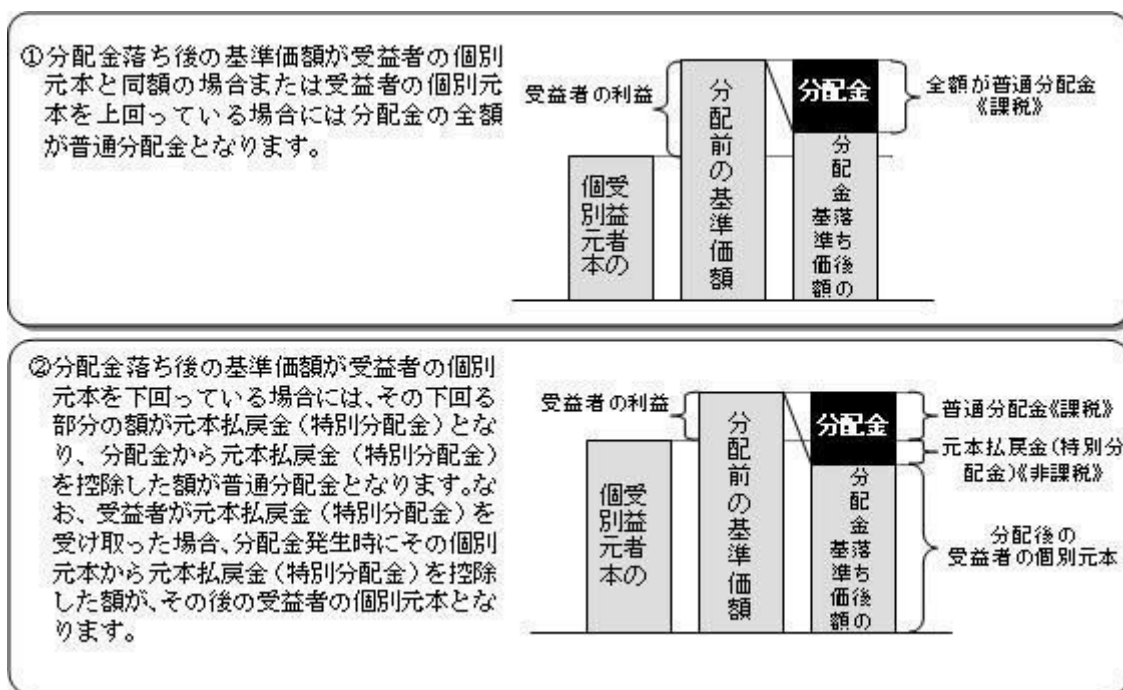 ①分配金落ち後の基準価額が受益者の個別
元本と同額の場合または受益者の個別元
本を上回っている場合には分配金の全額
が普通分配金となります。
受益者の利益
受益者の
個別元本
分配前の基準価額
分配金
分配金落ち後の
基準価額
全額が普通分配金
《課税》
②分配金落ち後の基準価額が受益者の個別
元本を下回っている場合には、その下回る
部分の額が元本払戻金(特別分配金)とな
り、分配金から元本払戻金(特別分配金)
を控除した額が普通分配金となります。な
お、受益者が元本払戻金(特別分配金)を
受け取った場合、分配金発生時にその個別
元本から元本払戻金(特別分配金)を控除
した額が、その後の受益者の個別元本とな
ります。
受益者の利益
受益者の
個別元本
分配前の基準価額
分配金
分配金落ち後の
基準価額
普通分配金《課税》
元本払戻金(特別分
配金)《非課税》
分配後の
受益者の個別元本